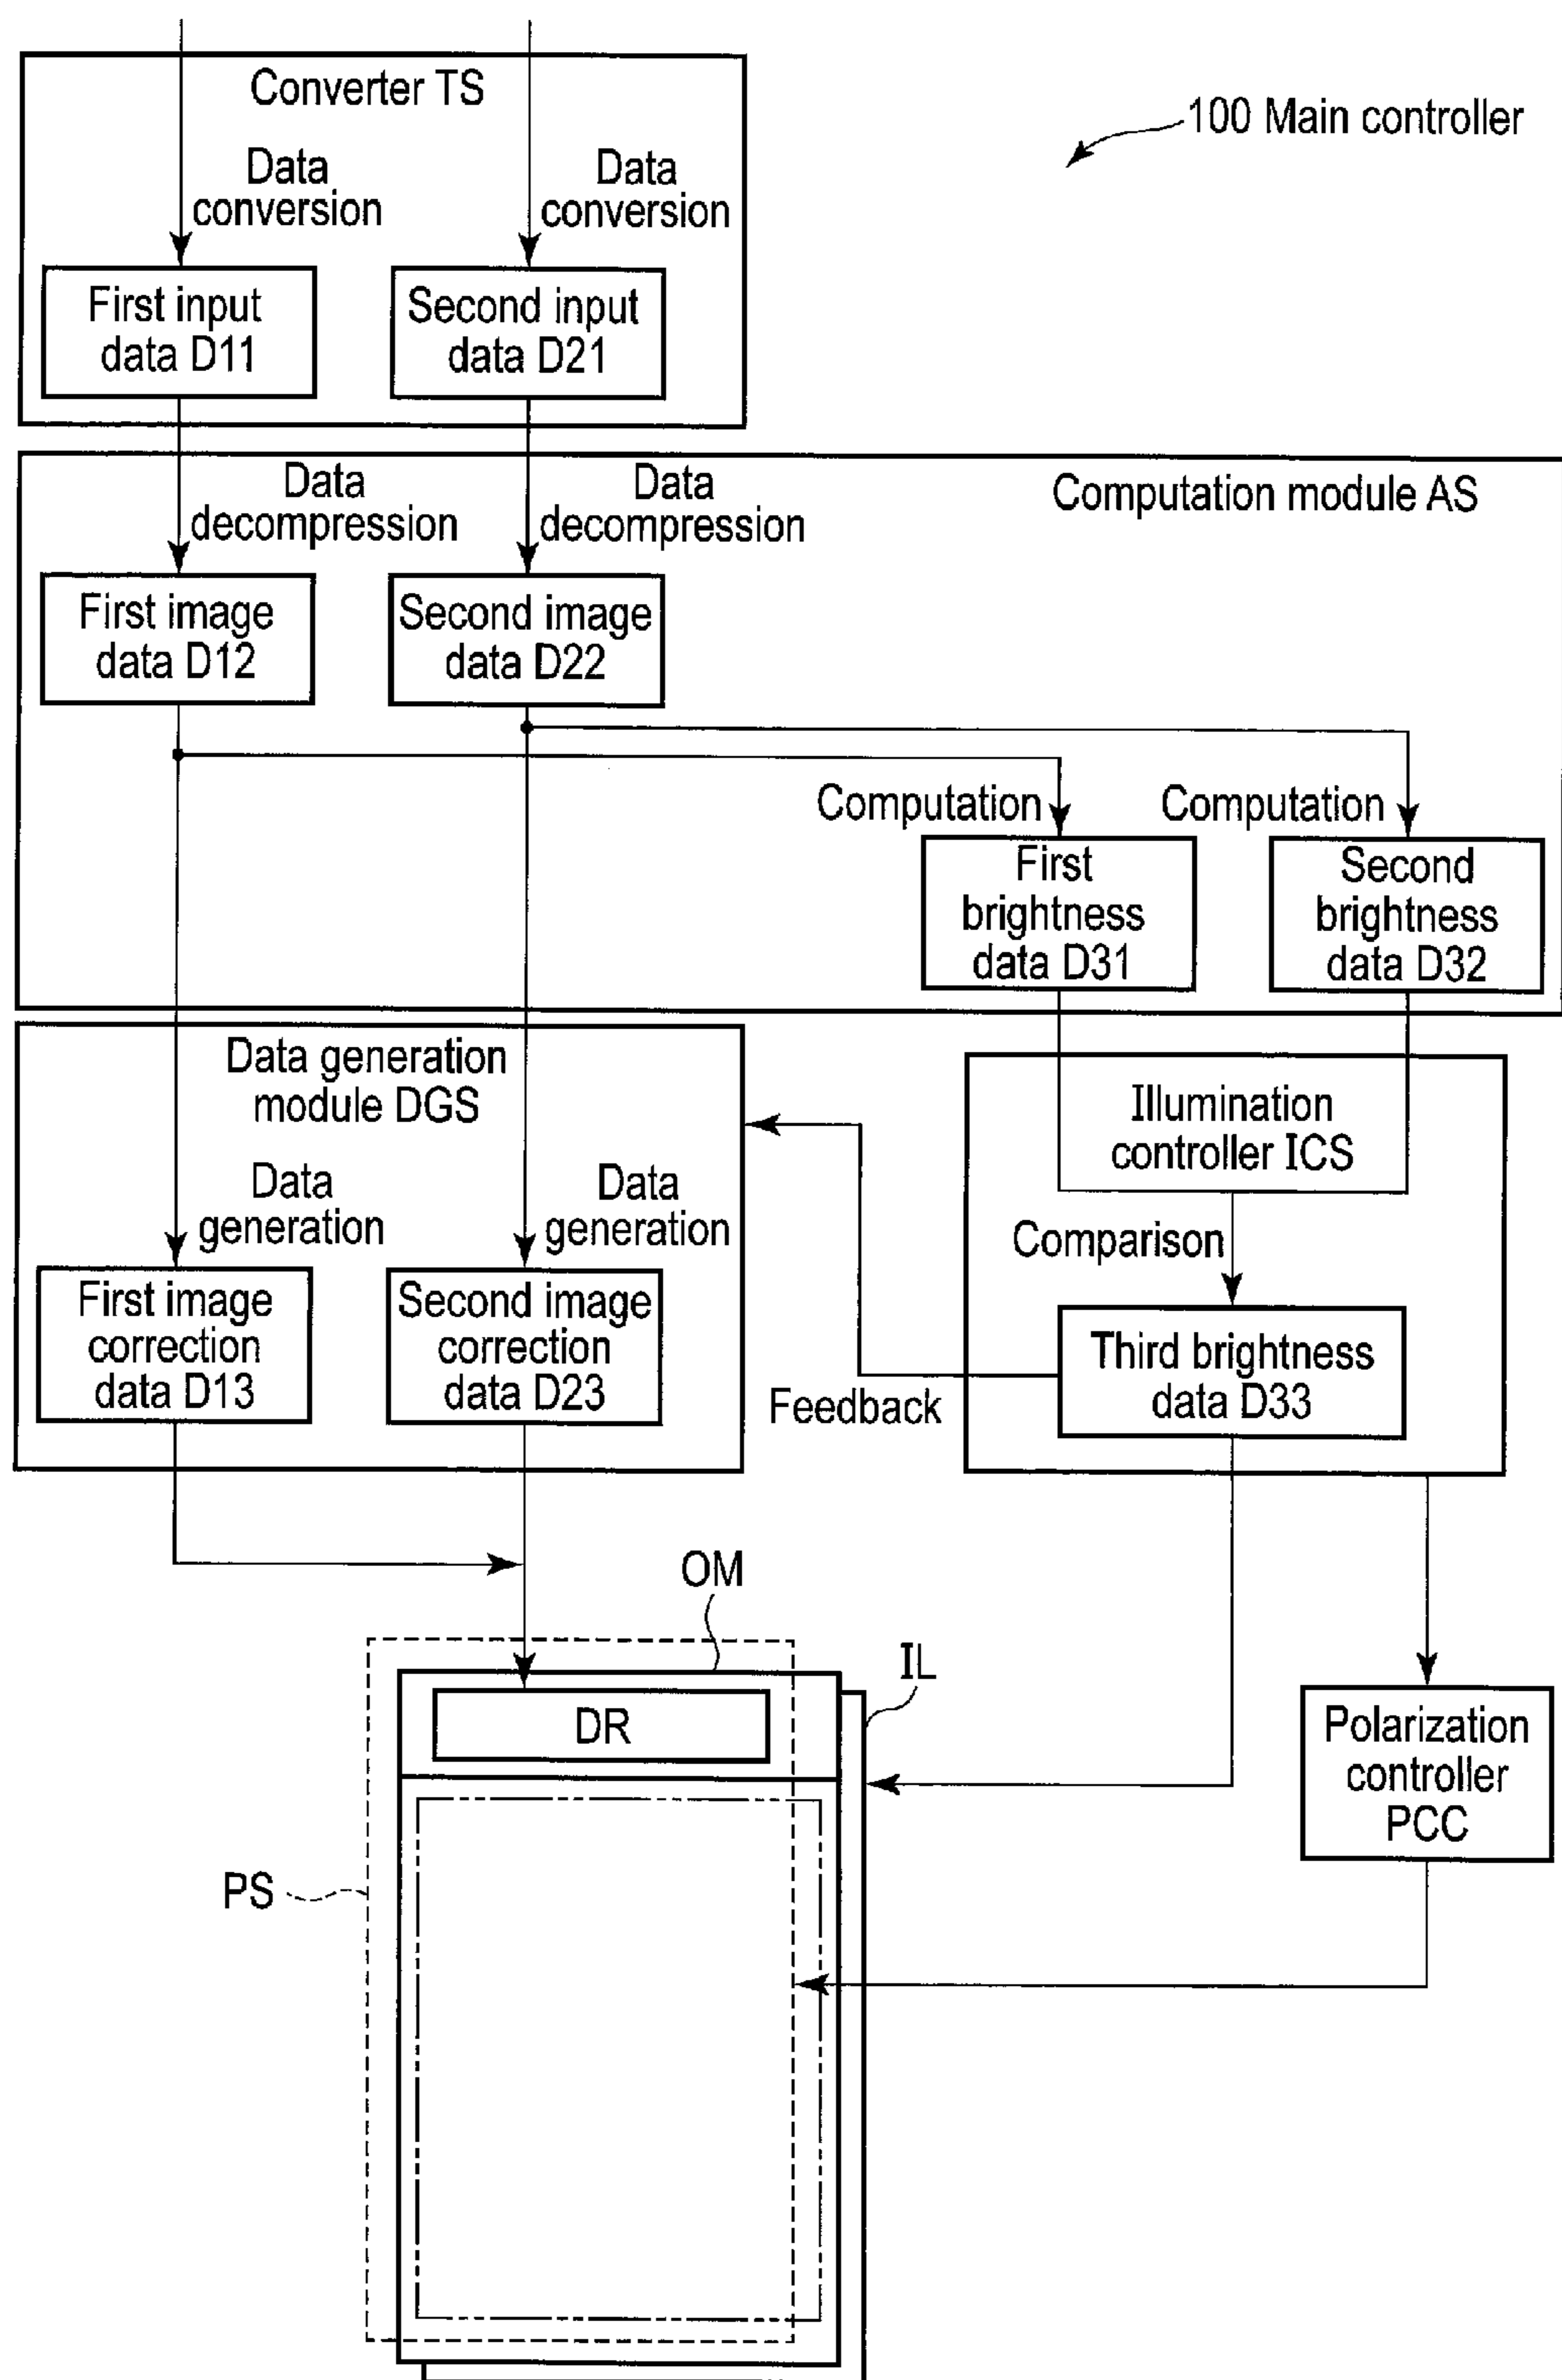 Converter TS
100 Main controller
Data
conversion
Data
conversion
First input
data D11
Second input
data D21
Computation module AS
Data
decompression
Data
decompression
First image
data D12
Second image
data D22
Computation
Computation
First
brightness
data D31
Second
brightness
data D32
Data generation
module DGS
Illumination
controller ICS
Data
generation
Data
generation
Comparison
First image
correction
data D13
Second image
correction
data D23
Third brightness
data D33
Feedback
OM
IL
DR
Polarization
controller
PCC
PS